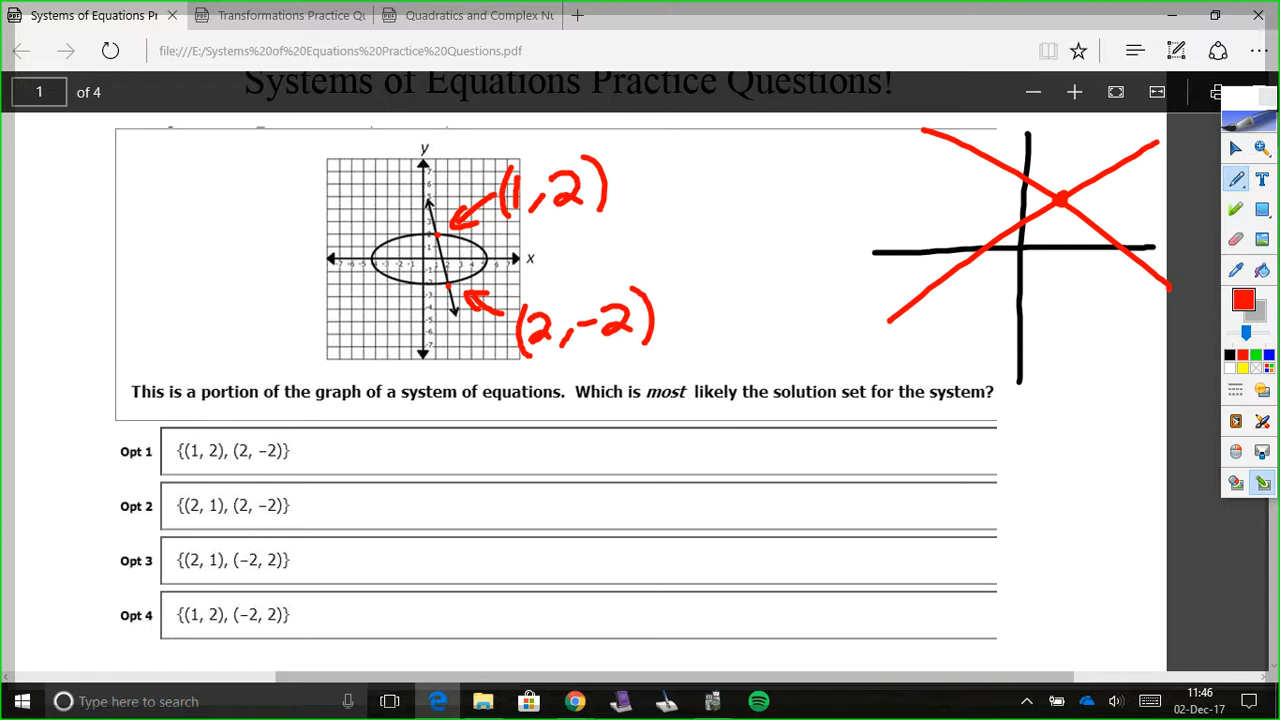 Systems of Equations Pr
Transformations Practice Qu
Quadratics and Complex Nu
file:///E:/Systems%20of%20Equations%20Practice%20Questions.pdf
1 of 4
Systems of Equations Practice Questions!
y
x
(1, 2)
(2, -2)
This is a portion of the graph of a system of equations. Which is most likely the solution set for the system?
Opt 1 {(1, 2), (2, −2)}
Opt 2 {(2, 1), (2, −2)}
Opt 3 {(2, 1), (−2, 2)}
Opt 4 {(1, 2), (−2, 2)}
Type here to search
11:46
02-Dec-17